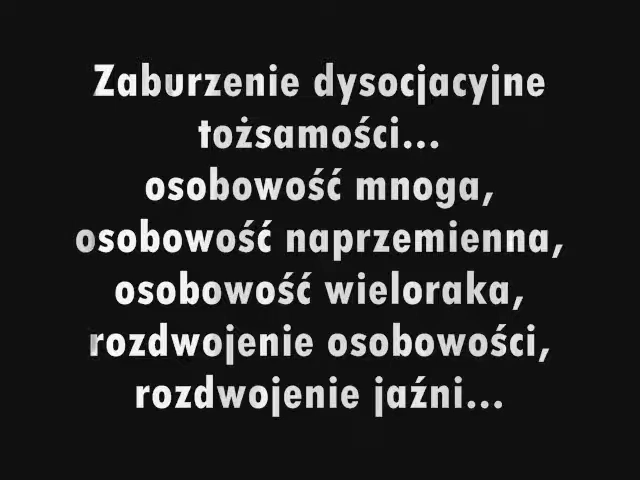 Zaburzenie dysocjacyjne
tożsamości...
osobowość mnoga,
osobowość naprzemienna,
osobowość wieloraka,
rozdwojenie osobowości,
rozdwojenie jaźni...